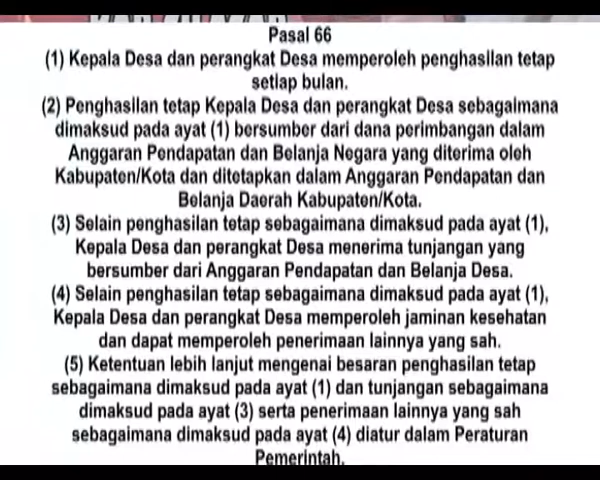 Pasal 66
(1) Kepala Desa dan perangkat Desa memperoleh penghasilan tetap
setiap bulan.
(2) Penghasilan tetap Kepala Desa dan perangkat Desa sebagaimana
dimaksud pada ayat (1) bersumber dari dana perimbangan dalam
Anggaran Pendapatan dan Belanja Negara yang diterima oleh
Kabupaten/Kota dan ditetapkan dalam Anggaran Pendapatan dan
Belanja Daerah Kabupaten/Kota.
(3) Selain penghasilan tetap sebagaimana dimaksud pada ayat (1),
Kepala Desa dan perangkat Desa menerima tunjangan yang
bersumber dari Anggaran Pendapatan dan Belanja Desa.
(4) Selain penghasilan tetap sebagaimana dimaksud pada ayat (1),
Kepala Desa dan perangkat Desa memperoleh jaminan kesehatan
dan dapat memperoleh penerimaan lainnya yang sah.
(5) Ketentuan lebih lanjut mengenai besaran penghasilan tetap
sebagaimana dimaksud pada ayat (1) dan tunjangan sebagaimana
dimaksud pada ayat (3) serta penerimaan lainnya yang sah
sebagaimana dimaksud pada ayat (4) diatur dalam Peraturan
Pemerintah.